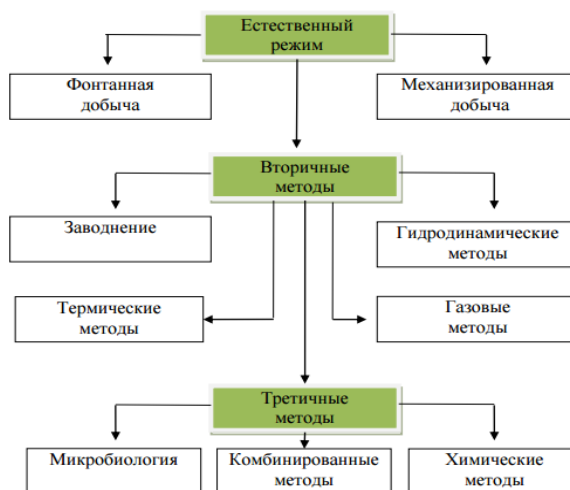 Естественный
режим
Фонтанная
добыча
Механизированная
добыча
Вторичные
методы
Заводнение
Гидродинамические
методы
Термические
методы
Газовые
методы
Третичные
методы
Микробиология
Комбинированные
методы
Химические
методы